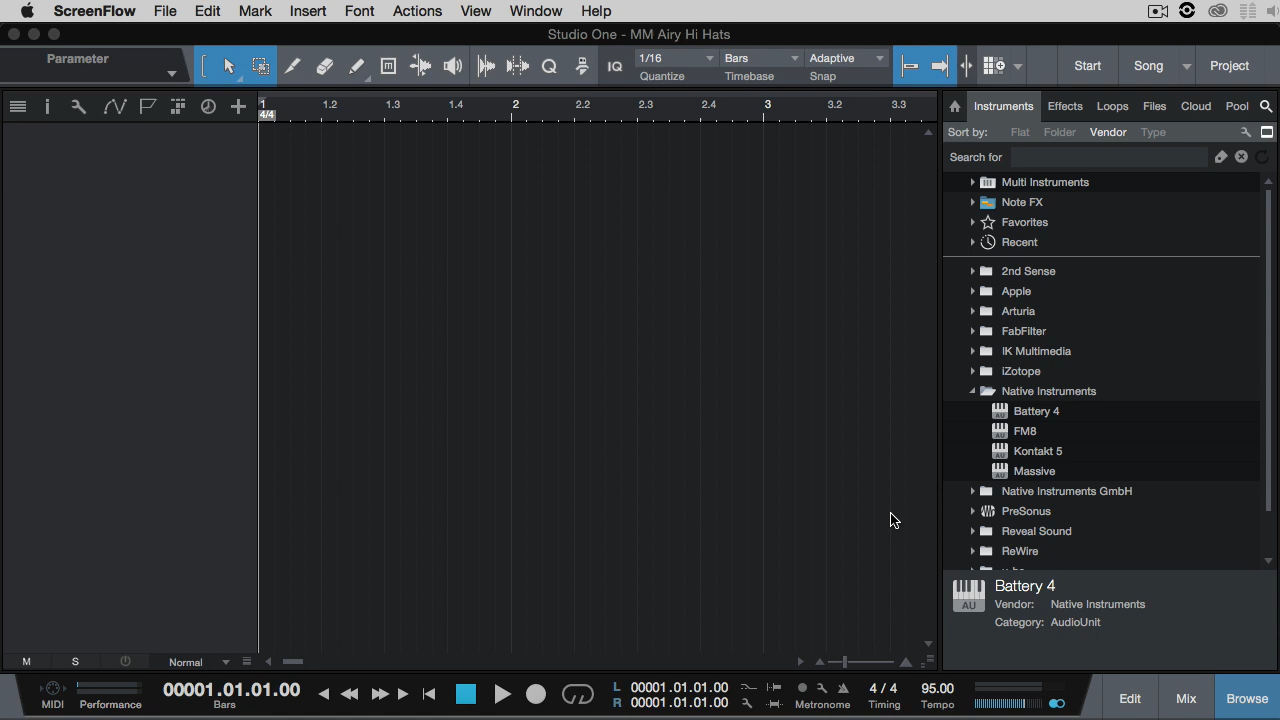 ScreenFlow File Edit Mark Insert Font Actions View Window Help
Studio One - MM Airy Hi Hats
Parameter
IQ 1/16 Bars Adaptive
Quantize Timebase Snap
Start Song Project
1 1.2 1.3 1.4 2 2.2 2.3 2.4 3 3.2 3.3
4/4
Instruments Effects Loops Files Cloud Pool
Sort by: Flat Folder Vendor Type
Search for
Multi Instruments
Note FX
Favorites
Recent
2nd Sense
Apple
Arturia
FabFilter
IK Multimedia
iZotope
Native Instruments
AU Battery 4
AU FM8
AU Kontakt 5
AU Massive
Native Instruments GmbH
PreSonus
Reveal Sound
ReWire
Battery 4
AU Vendor: Native Instruments
Category: AudioUnit
M S Normal
MIDI Performance
00001.01.01.00
Bars
L 00001.01.01.00
R 00001.01.01.00
Metronome
4 / 4
Timing
95.00
Tempo
Edit Mix Browse